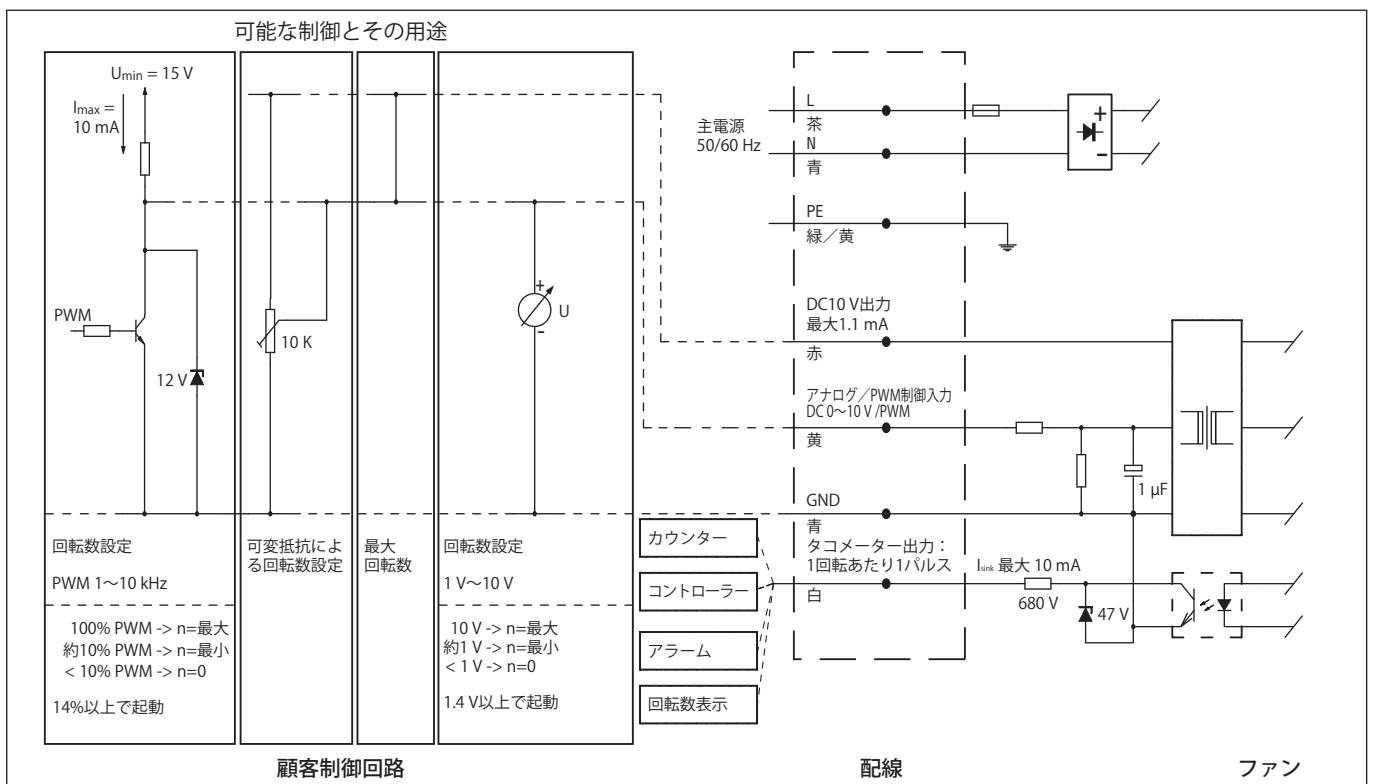 可能な制御とその用途
Umin = 15 V
Imax =
10 mA
PWM
12 V
10 K
+
U
-
回転数設定
PWM 1～10 kHz
100% PWM -> n=最大
約10% PWM -> n=最小
< 10% PWM -> n=0
14%以上で起動
可変抵抗によ
る回転数設定
最大
回転数
回転数設定
1 V～10 V
10 V -> n=最大
約1 V -> n=最小
< 1 V -> n=0
1.4 V以上で起動
カウンター
コントローラー
アラーム
回転数表示
主電源
50/60 Hz
L
茶
N
青
PE
緑／黄
DC10 V出力
最大1.1 mA
赤
アナログ／PWM制御入力
DC 0～10 V /PWM
黄
GND
青
タコメーター出力：
1回転あたり1パルス
白
+
-
1 µF
Isink 最大 10 mA
680 V
47 V
顧客制御回路
配線
ファン